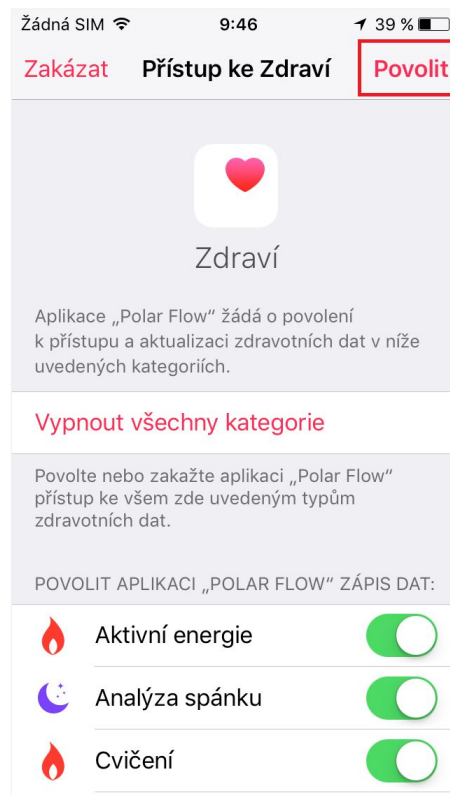 Žádná SIM 9:46 39 %
Zakázat Přístup ke Zdraví Povolit
Zdraví
Aplikace „Polar Flow“ žádá o povolení
k přístupu a aktualizaci zdravotních dat v níže
uvedených kategoriích.
Vypnout všechny kategorie
Povolte nebo zakažte aplikaci „Polar Flow“
přístup ke všem zde uvedeným typům
zdravotních dat.
POVOLIT APLIKACI „POLAR FLOW“ ZÁPIS DAT:
Aktivní energie
Analýza spánku
Cvičení